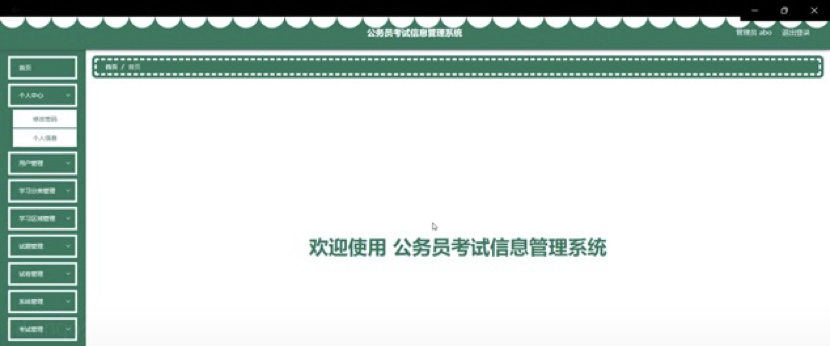 公务员考试信息管理系统
管理员 abo 退出登录
首页
首页 / 首页
个人中心
修改密码
个人信息
用户管理
学习分类管理
学习区域管理
试题管理
试卷管理
系统管理
考试管理
欢迎使用 公务员考试信息管理系统